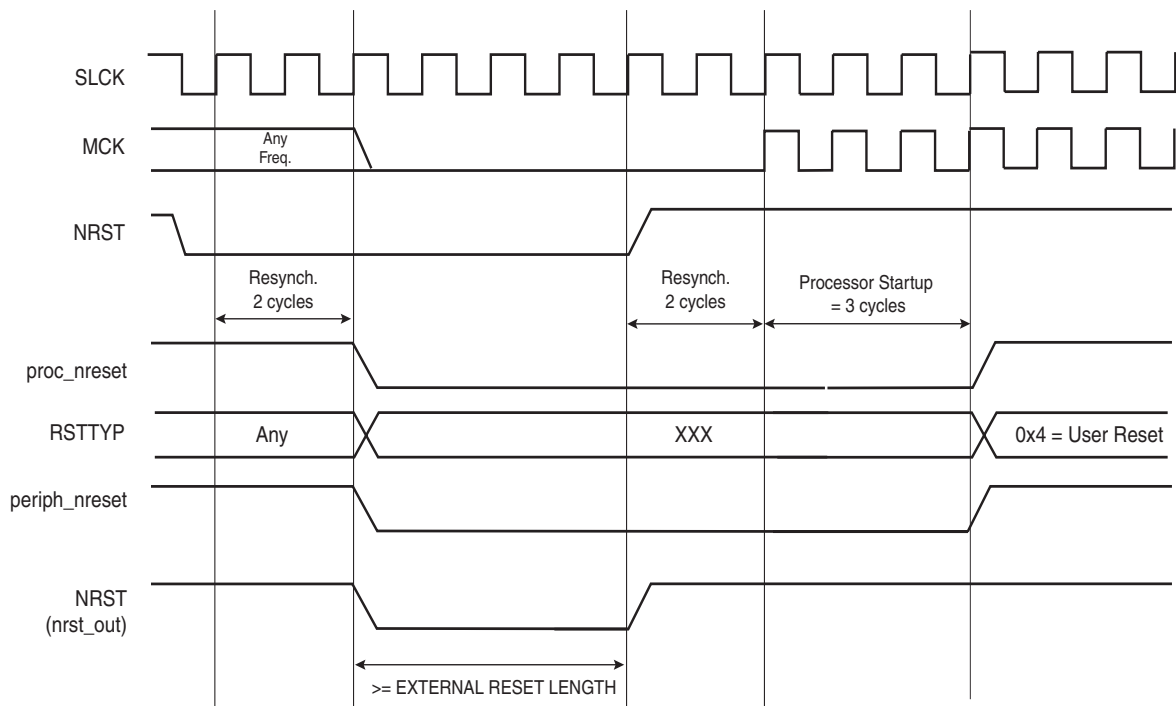 SLCK
MCK
Any
Freq.
NRST
Resynch.
2 cycles
Resynch.
2 cycles
Processor Startup
= 3 cycles
proc_nreset
RSTTYP
Any
XXX
0x4 = User Reset
periph_nreset
NRST
(nrst_out)
>= EXTERNAL RESET LENGTH